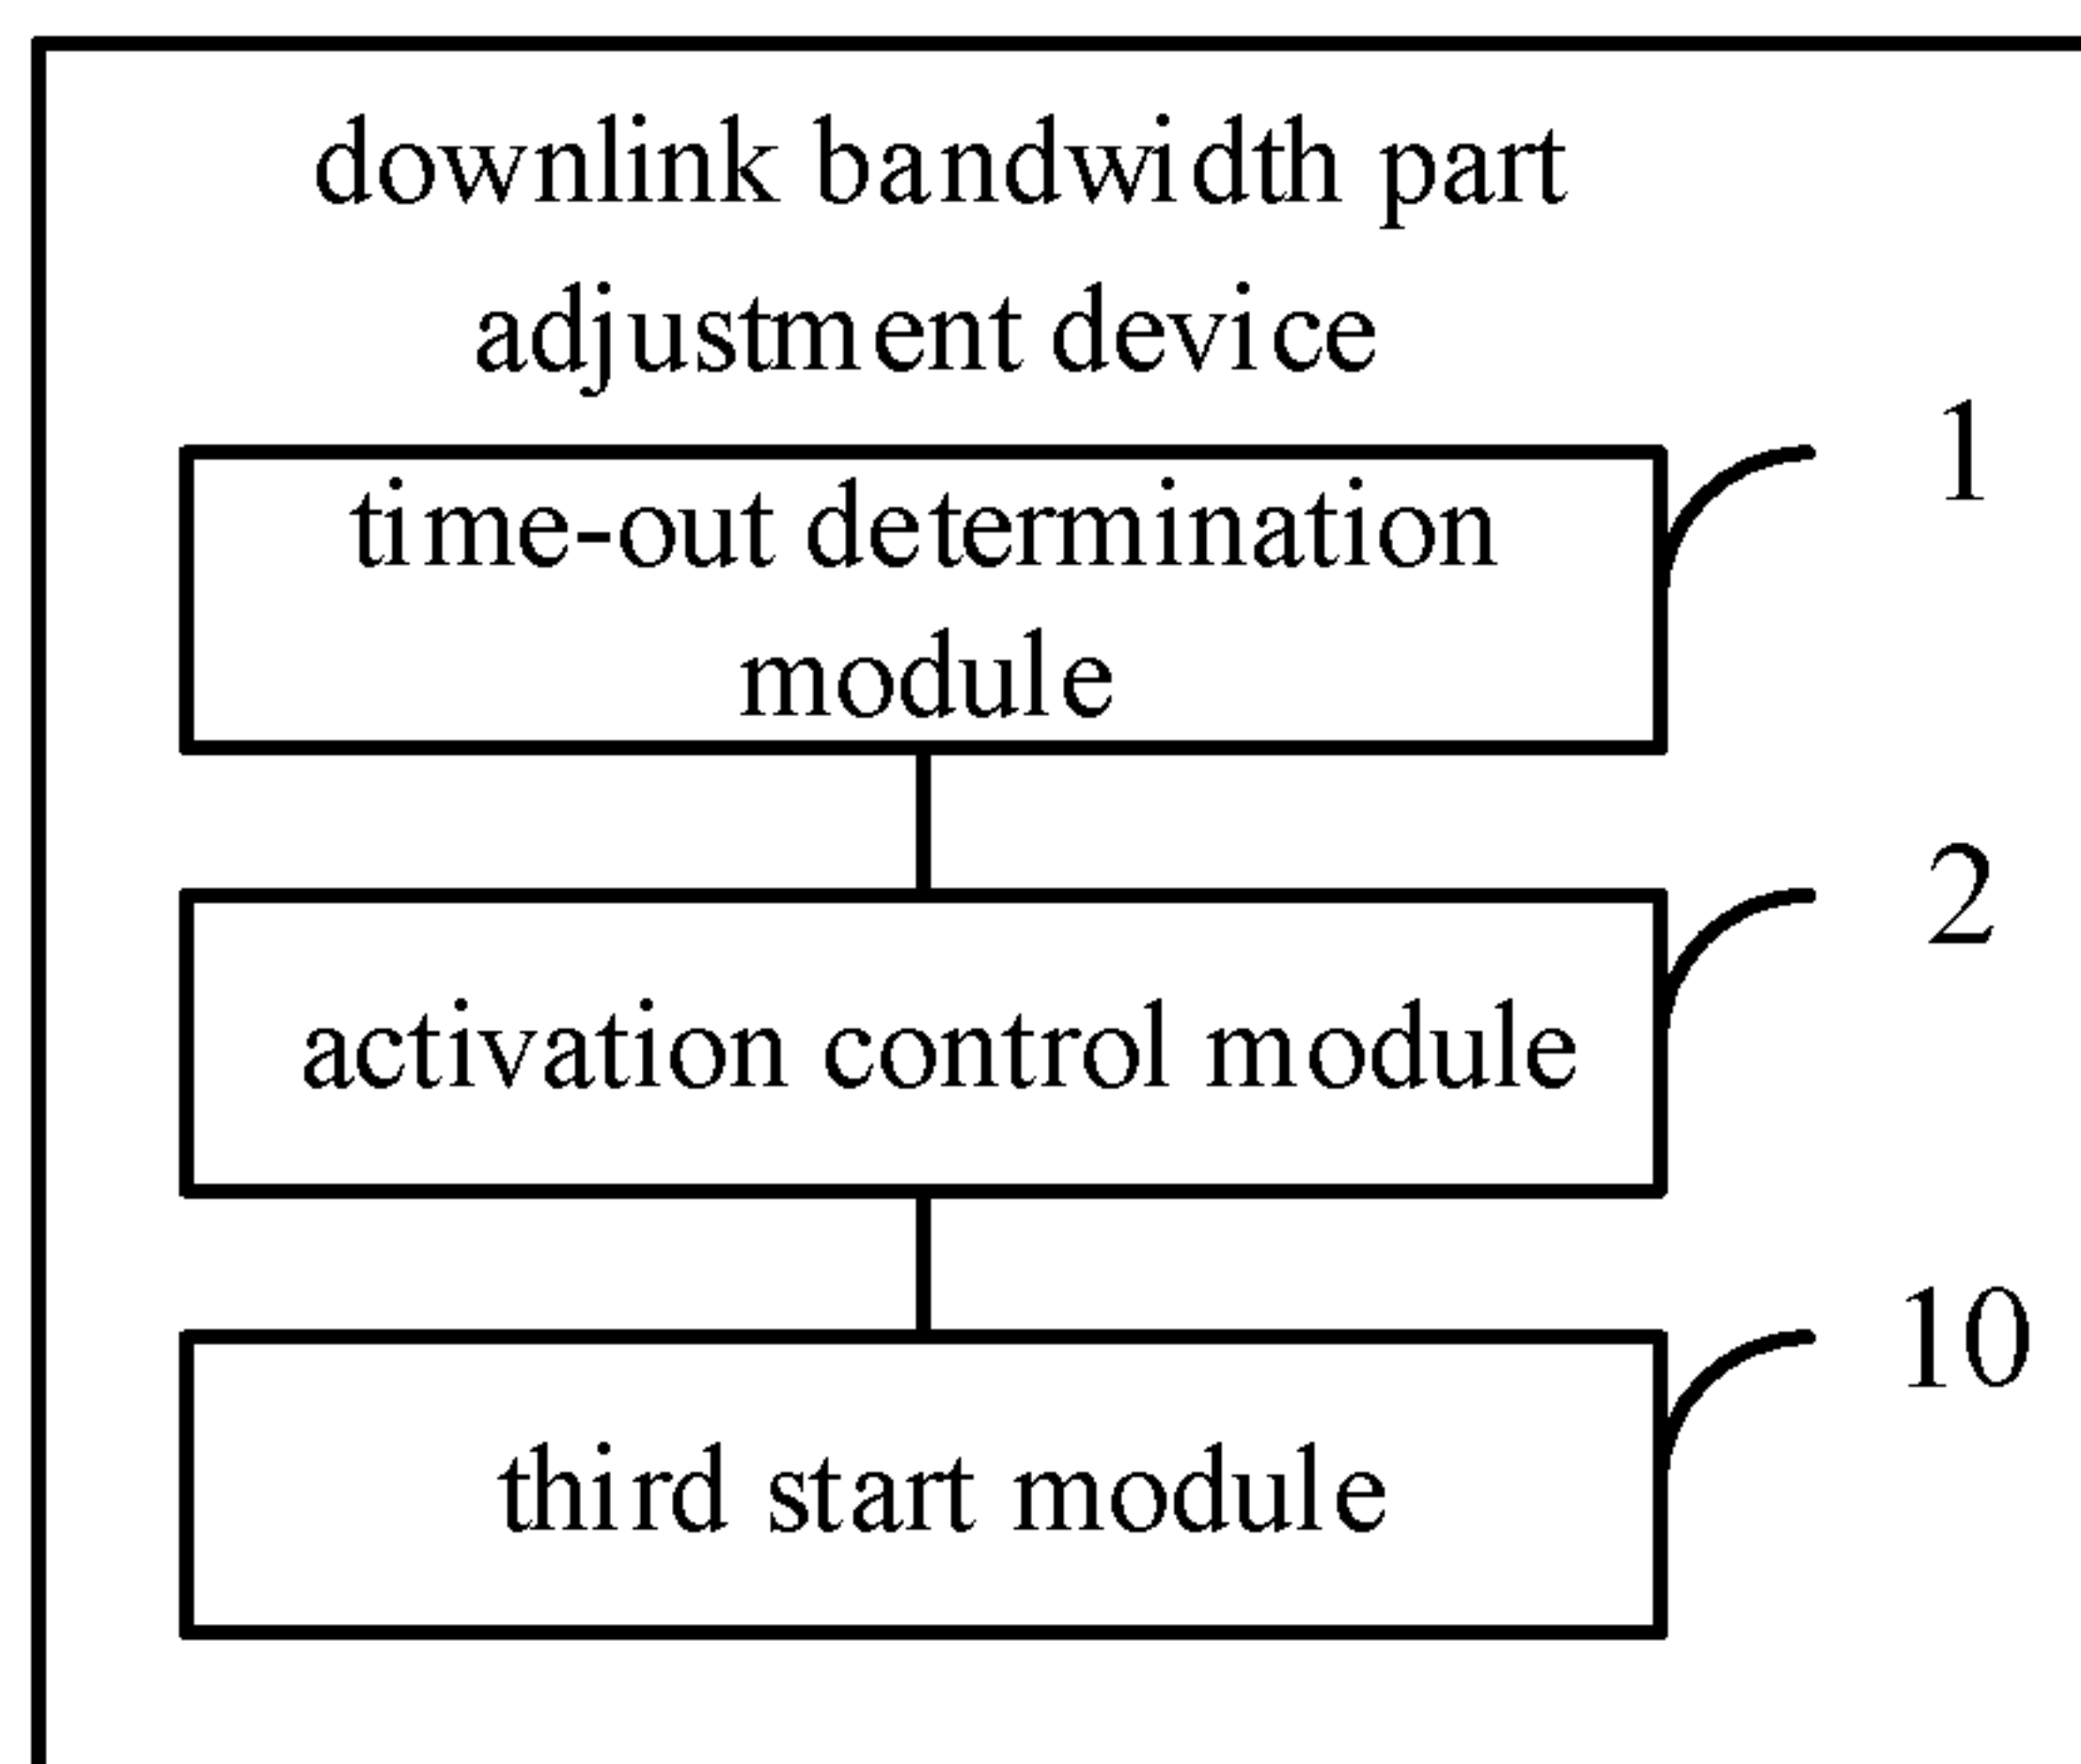 downlink bandwidth part
adjustment device
1
time-out determination
module
2
activation control module
10
third start module